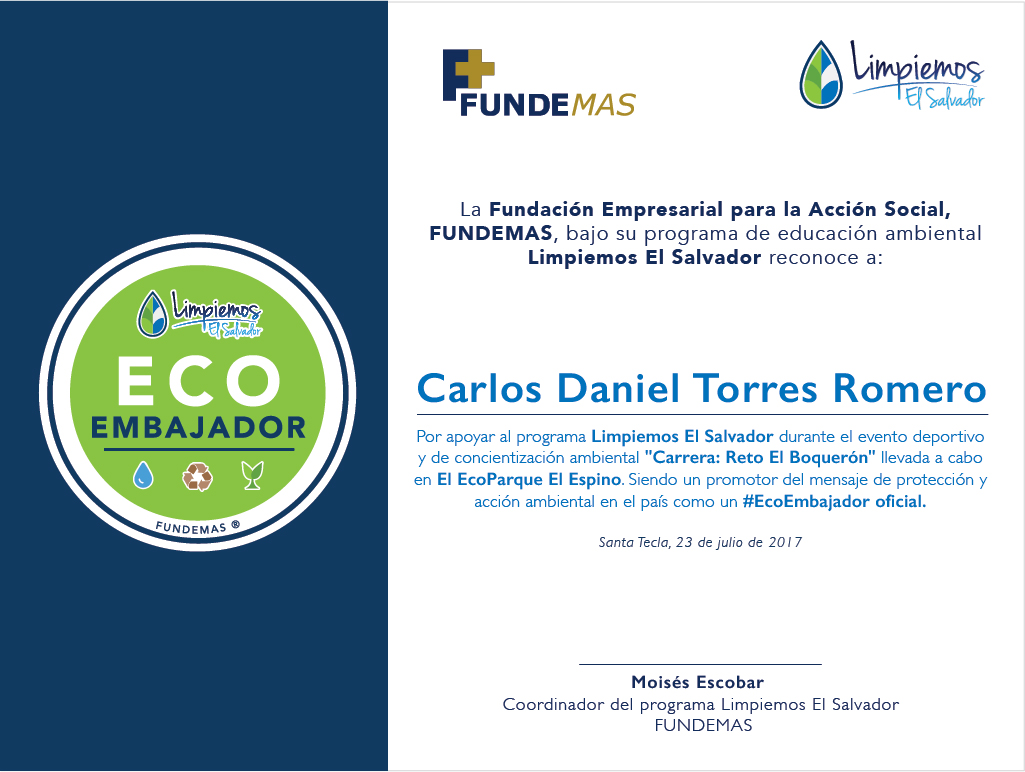 FUNDEMAS
Limpiemos
El Salvador
La Fundación Empresarial para la Acción Social,
FUNDEMAS, bajo su programa de educación ambiental
Limpiemos El Salvador reconoce a:
Limpiemos
El Salvador
ECO
EMBAJADOR
FUNDEMAS ®
Carlos Daniel Torres Romero
Por apoyar al programa Limpiemos El Salvador durante el evento deportivo
y de concientización ambiental "Carrera: Reto El Boquerón" llevada a cabo
en El EcoParque El Espino. Siendo un promotor del mensaje de protección y
acción ambiental en el país como un #EcoEmbajador oficial.
Santa Tecla, 23 de julio de 2017
Moisés Escobar
Coordinador del programa Limpiemos El Salvador
FUNDEMAS